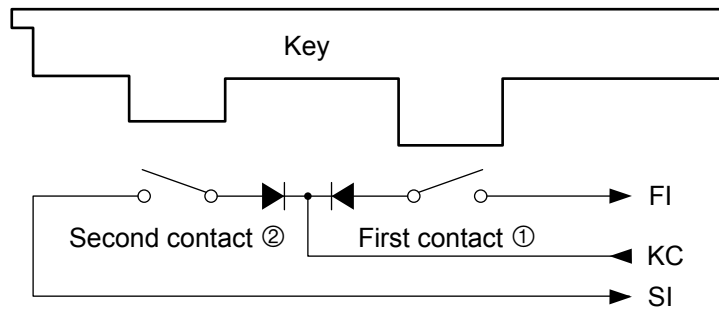 Key
FI
Second contact ②
First contact ①
KC
SI